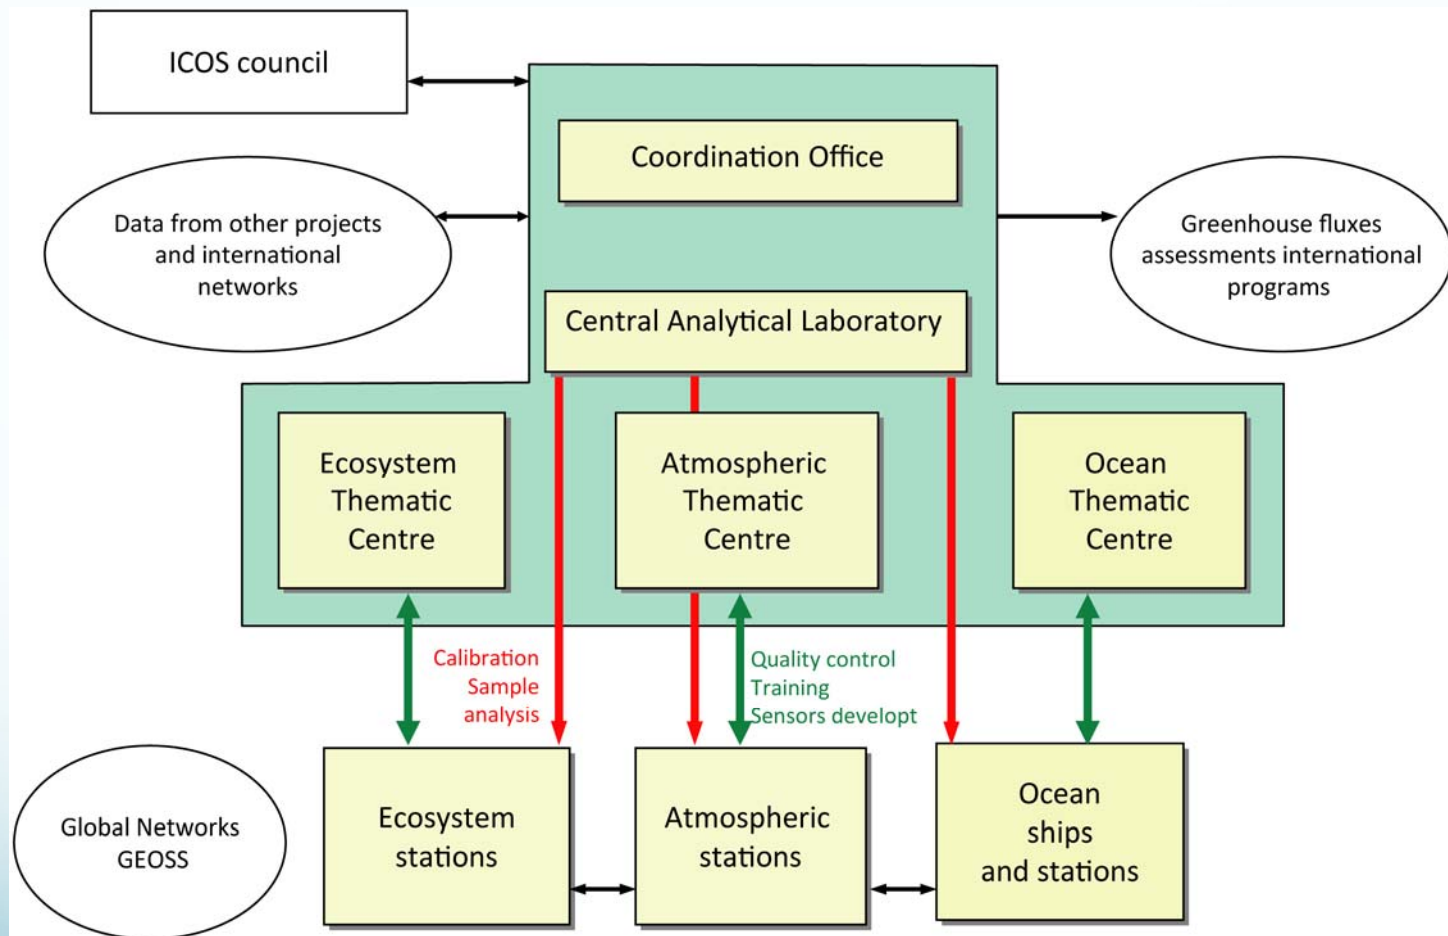 ICOS council
Coordination Office
Data from other projects
and international
networks
Greenhouse fluxes
assessments international
programs
Central Analytical Laboratory
Ecosystem
Thematic
Centre
Atmospheric
Thematic
Centre
Ocean
Thematic
Centre
Calibration
Sample
analysis
Quality control
Training
Sensors developt
Global Networks
GEOSS
Ecosystem
stations
Atmospheric
stations
Ocean
ships
and stations